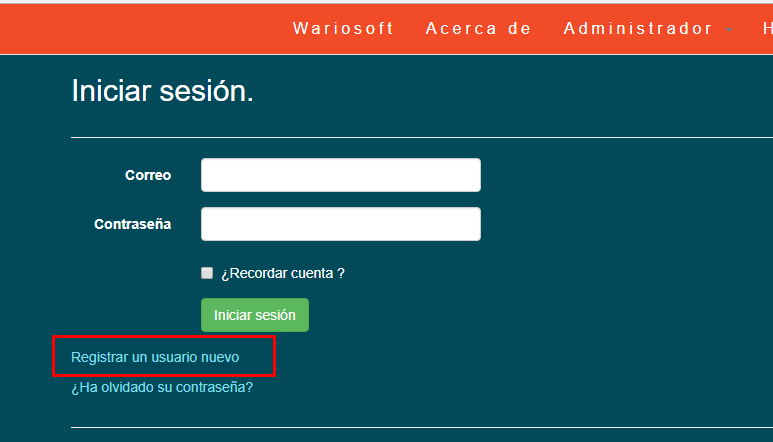 Wariosoft Acerca de Administrador H
Iniciar sesión.
Correo
Contraseña
¿Recordar cuenta ?
Iniciar sesión
Registrar un usuario nuevo
¿Ha olvidado su contraseña?